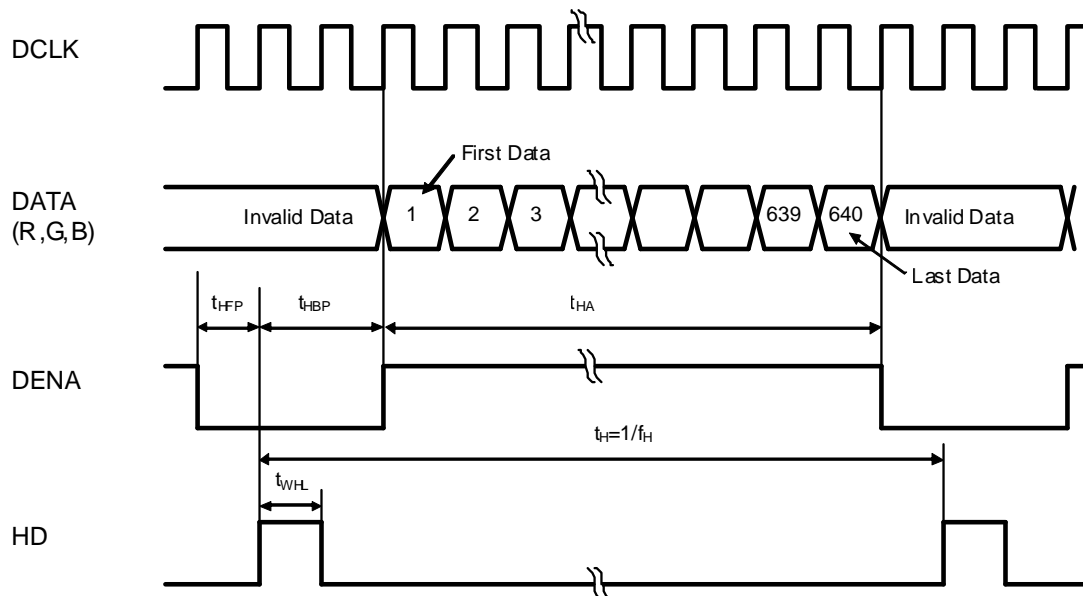 DCLK
First Data
DATA
(R,G,B)
Invalid Data
1
2
3
639
640
Invalid Data
Last Data
tHFP
tHBP
tHA
DENA
tH=1/fH
tWHL
HD